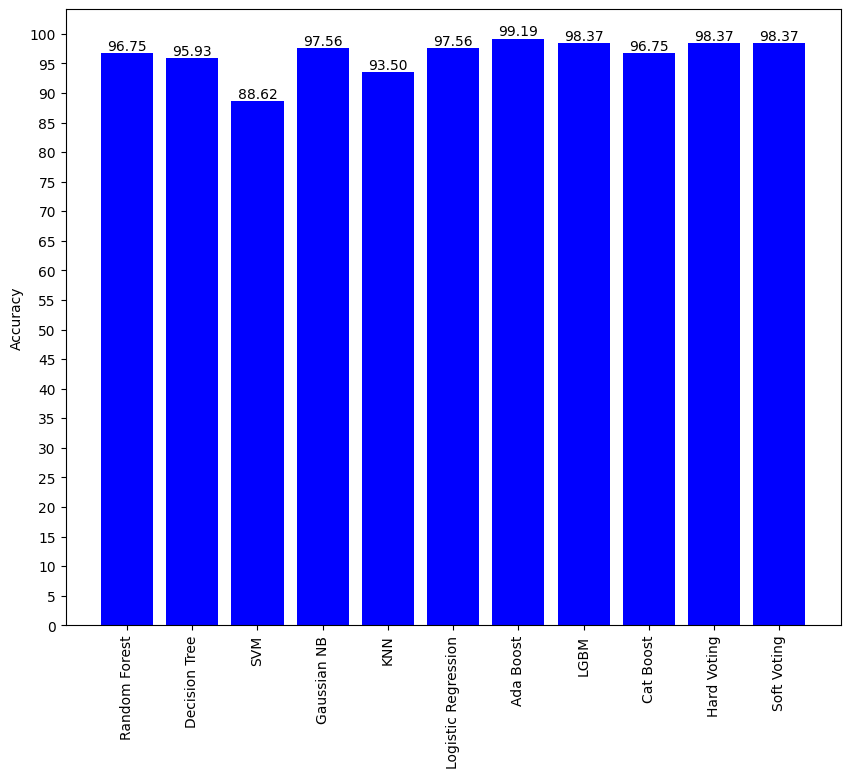 96.75
95.93
88.62
97.56
93.50
97.56
99.19
98.37
96.75
98.37
98.37
100
95
90
85
80
75
70
65
60
55
50
45
40
35
30
25
20
15
10
5
0
Accuracy
Random Forest
Decision Tree
SVM
Gaussian NB
KNN
Logistic Regression
Ada Boost
LGBM
Cat Boost
Hard Voting
Soft Voting